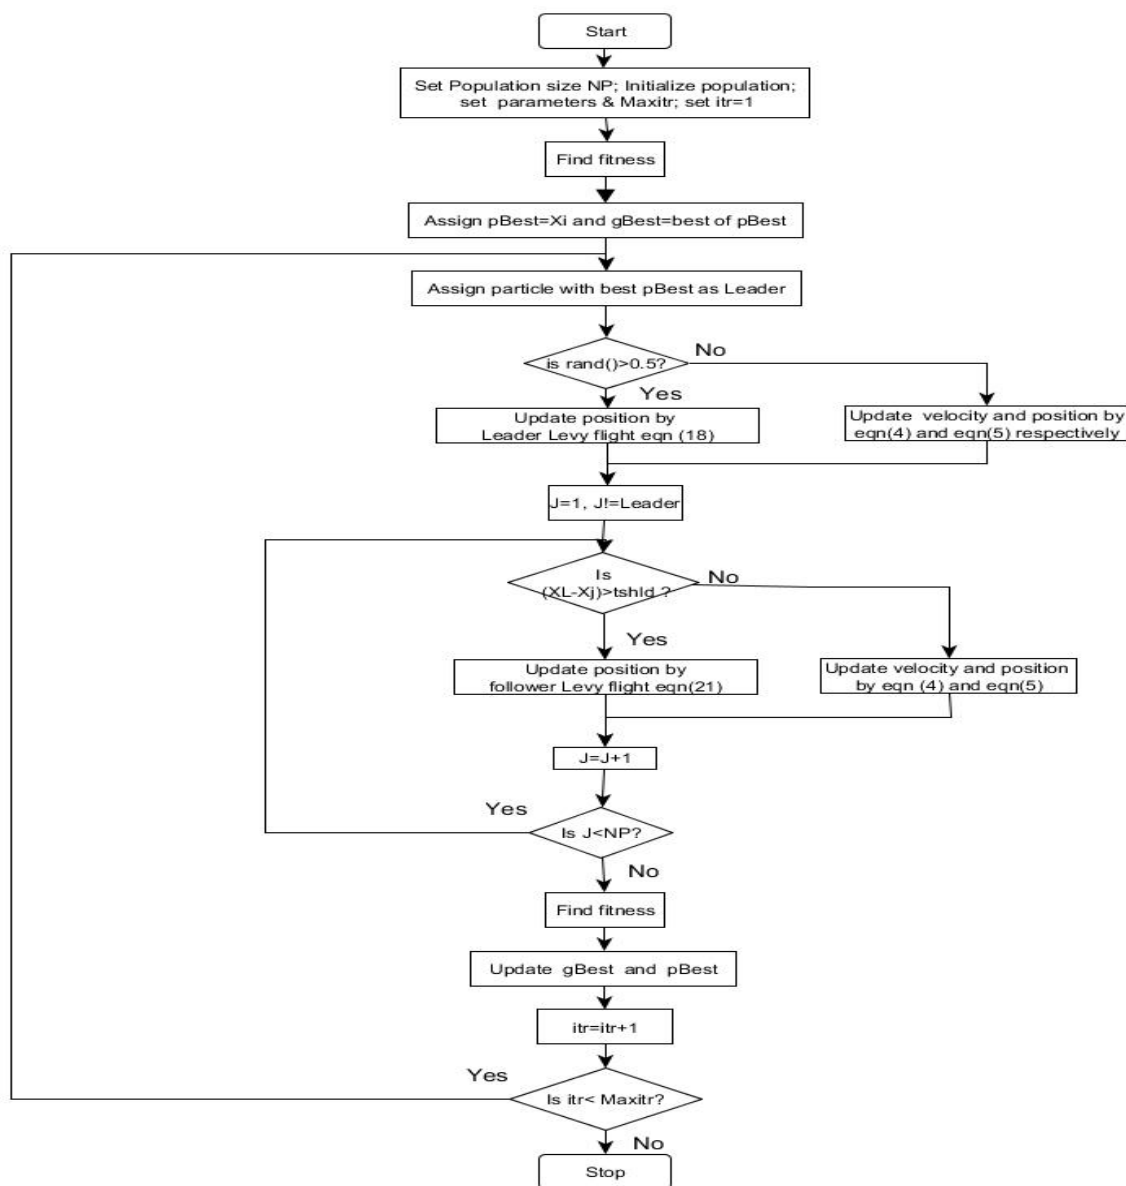 Start
Set Population size NP; Initialize population;
set parameters & Maxitr; set itr=1
Find fitness
Assign pBest=Xi and gBest=best of pBest
Assign particle with best pBest as Leader
is rand()>0.5?
No
Yes
Update position by
Leader Levy flight eqn (18)
Update velocity and position by
eqn(4) and eqn(5) respectively
J=1, J!=Leader
Is
(XL-Xj)>tshld ?
No
Yes
Update position by
follower Levy flight eqn(21)
Update velocity and position
by eqn (4) and eqn(5)
J=J+1
Yes
Is J<NP?
No
Find fitness
Update gBest and pBest
itr=itr+1
Yes
Is itr< Maxitr?
No
Stop